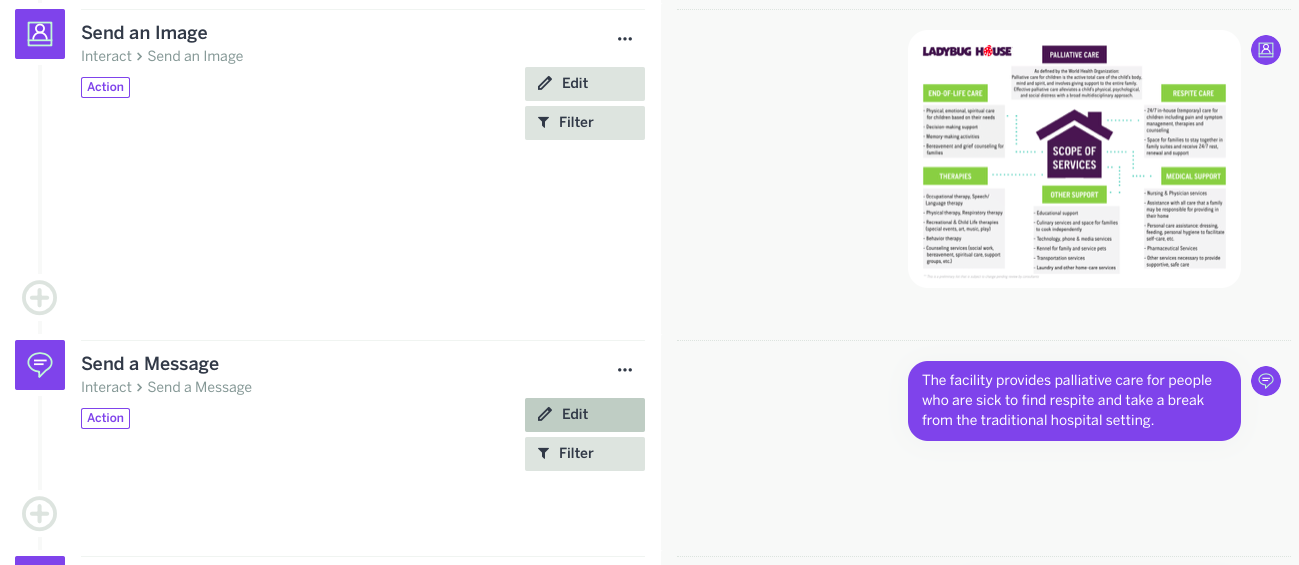 Send an Image
Interact > Send an Image
Action
Edit
Filter
LADYBUG HOUSE
PALLIATIVE CARE
As defined by the World Health Organization:
Palliative care for children is the active total care of the child's body,
mind and spirit, and involves giving support to the entire family.
Effective palliative care alleviates a child's physical, psychological,
and social distress with a broad multidisciplinary approach.
END-OF-LIFE CARE
• Physical, emotional, spiritual care
for children based on their needs
• Decision-making support
• Memory-making activities
• Bereavement and grief counseling for
families
RESPITE CARE
• 24/7 in-house (temporary) care for
children including pain and symptom
management, therapies and
counseling
• Space for families to stay together in
family suites and receive 24/7 rest,
renewal and support
SCOPE OF
SERVICES
THERAPIES
• Occupational therapy, Speech/
Language therapy
• Physical therapy, Respiratory therapy
• Recreational & Child Life therapies
(special events, art, music, play)
• Behavior therapy
• Counseling services (social work,
bereavement, spiritual care, support
groups, etc)
OTHER SUPPORT
• Educational support
• Culinary services and space for families
to cook independently
• Technology, phone & media services
• Kennel for family and service pets
• Transportation services
• Laundry and other home-care services
MEDICAL SUPPORT
• Nursing & Physician services
• Assistance with all care that a family
may be responsible for providing in
their home
• Personal care assistance: dressing,
feeding, personal hygiene to facilitate
self-care, etc.
• Pharmaceutical Services
• Other services necessary to provide
supportive, safe care
Send a Message
Interact > Send a Message
Action
Edit
Filter
The facility provides palliative care for people
who are sick to find respite and take a break
from the traditional hospital setting.